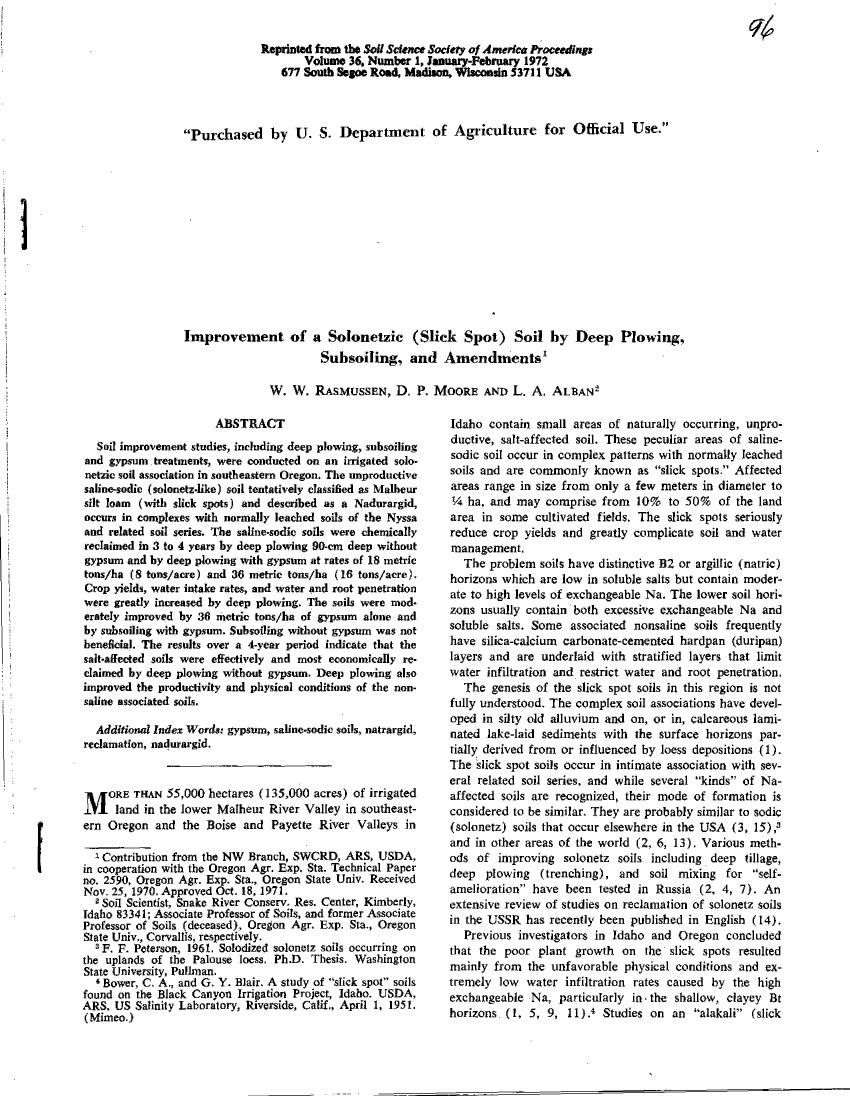 96
Reprinted from the Soil Science Society of America Proceedings
Volume 36, Number 1, January-February 1972
677 South Segoe Road, Madison, Wisconsin 53711 USA
"Purchased by U. S. Department of Agriculture for Official Use."
Improvement of a Solonetzic (Slick Spot) Soil by Deep Plowing,
Subsoiling, and Amendments¹
W. W. RASMUSSEN, D. P. MOORE AND L. A. ALBAN²
ABSTRACT
Soil improvement studies, including deep plowing, subsoiling
and gypsum treatments, were conducted on an irrigated solo-
netzic soil association in southeastern Oregon. The unproductive
saline-sodic (solonetz-like) soil tentatively classified as Malheur
silt loam (with slick spots) and described as a Nadurargid,
occurs in complexes with normally leached soils of the Nyssa
and related soil series. The saline-sodic soils were chemically
reclaimed in 3 to 4 years by deep plowing 90-cm deep without
gypsum and by deep plowing with gypsum at rates of 18 metric
tons/ha (8 tons/acre) and 36 metric tons/ha (16 tons/acre).
Crop yields, water intake rates, and water and root penetration
were greatly increased by deep plowing. The soils were mod-
erately improved by 36 metric tons/ha of gypsum alone and
by subsoiling with gypsum. Subsoiling without gypsum was not
beneficial. The results over a 4-year period indicate that the
salt-affected soils were effectively and most economically re-
claimed by deep plowing without gypsum. Deep plowing also
improved the productivity and physical conditions of the non-
saline associated soils.
Additional Index Words: gypsum, saline-sodic soils, natrargid,
reclamation, nadurargid.
MORE THAN 55,000 hectares (135,000 acres) of irrigated
land in the lower Malheur River Valley in southeast-
ern Oregon and the Boise and Payette River Valleys in
¹ Contribution from the NW Branch, SWCRD, ARS, USDA,
in cooperation with the Oregon Agr. Exp. Sta. Technical Paper
no. 2590, Oregon Agr. Exp. Sta., Oregon State Univ. Received
Nov. 25, 1970. Approved Oct. 18, 1971.
² Soil Scientist, Snake River Conserv. Res. Center, Kimberly,
Idaho 83341; Associate Professor of Soils, and former Associate
Professor of Soils (deceased), Oregon Agr. Exp. Sta., Oregon
State Univ., Corvallis, respectively.
³ F. F. Peterson, 1961. Solodized solonetz soils occurring on
the uplands of the Palouse loess. Ph.D. Thesis. Washington
State University, Pullman.
⁴ Bower, C. A., and G. Y. Blair. A study of "slick spot" soils
found on the Black Canyon Irrigation Project, Idaho. USDA,
ARS, US Salinity Laboratory, Riverside, Calif., April 1, 1951.
(Mimeo.)
Idaho contain small areas of naturally occurring, unpro-
ductive, salt-affected soil. These peculiar areas of saline-
sodic soil occur in complex patterns with normally leached
soils and are commonly known as "slick spots." Affected
areas range in size from only a few meters in diameter to
¼ ha, and may comprise from 10% to 50% of the land
area in some cultivated fields. The slick spots seriously
reduce crop yields and greatly complicate soil and water
management.
The problem soils have distinctive B2 or argillic (natric)
horizons which are low in soluble salts but contain moder-
ate to high levels of exchangeable Na. The lower soil hori-
zons usually contain both excessive exchangeable Na and
soluble salts. Some associated nonsaline soils frequently
have silica-calcium carbonate-cemented hardpan (duripan)
layers and are underlaid with stratified layers that limit
water infiltration and restrict water and root penetration.
The genesis of the slick spot soils in this region is not
fully understood. The complex soil associations have devel-
oped in silty old alluvium and on, or in, calcareous lami-
nated lake-laid sediments with the surface horizons par-
tially derived from or influenced by loess depositions (1).
The slick spot soils occur in intimate association with sev-
eral related soil series, and while several "kinds" of Na-
affected soils are recognized, their mode of formation is
considered to be similar. They are probably similar to sodic
(solonetz) soils that occur elsewhere in the USA (3, 15),³
and in other areas of the world (2, 6, 13). Various meth-
ods of improving solonetz soils including deep tillage,
deep plowing (trenching), and soil mixing for "self-
amelioration" have been tested in Russia (2, 4, 7). An
extensive review of studies on reclamation of solonetz soils
in the USSR has recently been published in English (14).
Previous investigators in Idaho and Oregon concluded
that the poor plant growth on the slick spots resulted
mainly from the unfavorable physical conditions and ex-
tremely low water infiltration rates caused by the high
exchangeable Na, particularly in the shallow, clayey Bt
horizons (1, 5, 9, 11).⁴ Studies on an "alakali" (slick